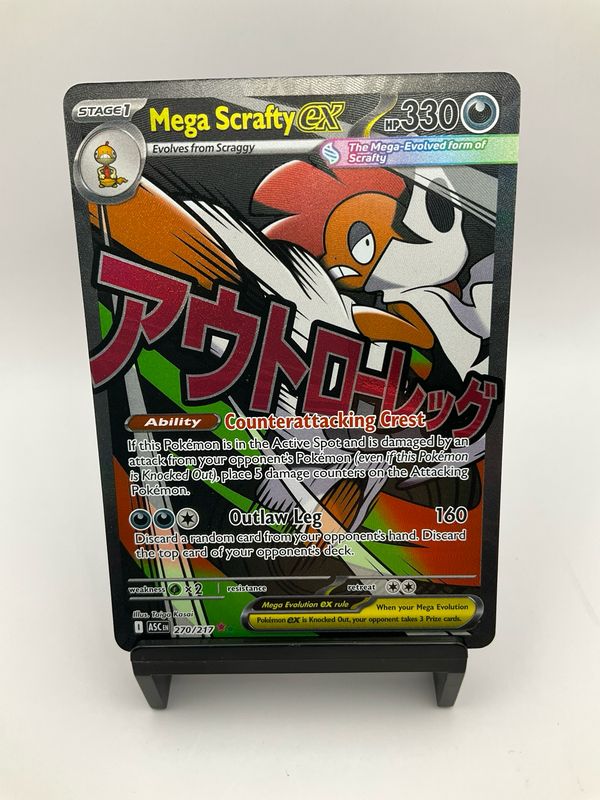 STAGE 1
Mega Scrafty ex
HP 330
Evolves from Scraggy
The Mega-Evolved form of
Scrafty
アウトローレッグ
Ability Counterattacking Crest
If this Pokémon is in the Active Spot and is damaged by an
attack from your opponent's Pokémon (even if this Pokémon
is Knocked Out), place 5 damage counters on the Attacking
Pokémon.
Outlaw Leg 160
Discard a random card from your opponent's hand. Discard
the top card of your opponent's deck.
weakness ×2 resistance retreat
Illus. Taiga Kasai
Mega Evolution ex rule When your Mega Evolution
Pokémon ex is Knocked Out, your opponent takes 3 Prize cards.
I ASC EN 270/217